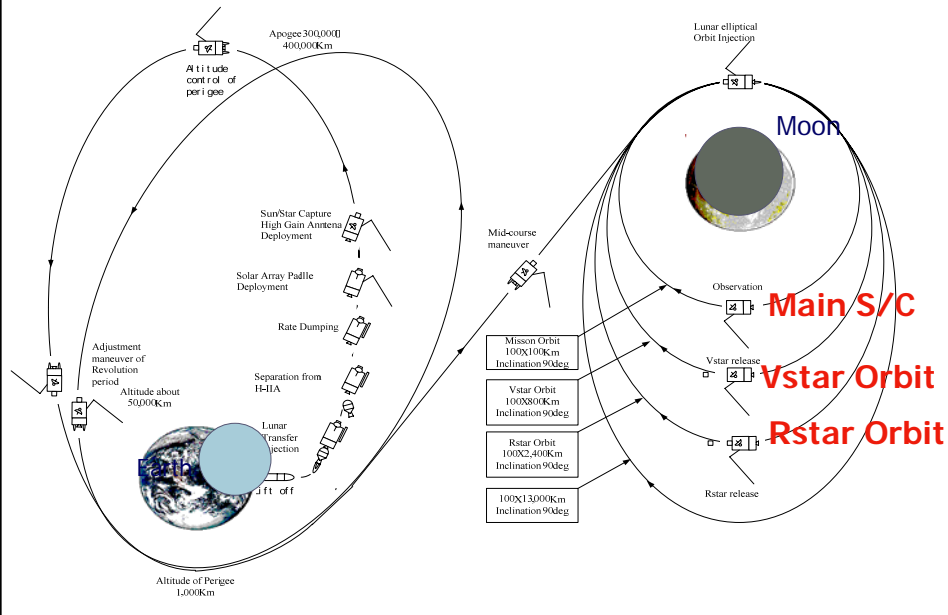 Apogee 300,000
400,000Km
Altitude
control of
perigee
Sun/Star Capture
High Gain Anntena
Deployment
Solar Array Padlle
Deployment
Rate Dumping
Separation from
H-IIA
Lunar
Transfer
Injection
Lift off
Earth
Adjustment
maneuver of
Revolution
period
Altitude about
50,000Km
Altitude of Perigee
1,000Km
Mid-course
maneuver
Lunar elliptical
Orbit Injection
Moon
Observation
Main S/C
Misson Orbit
100X100Km
Inclination 90deg
Vstar release
Vstar Orbit
Vstar Orbit
100X800Km
Inclination 90deg
Rstar Orbit
Rstar Orbit
100X2,400Km
Inclination 90deg
Rstar release
100X13,000Km
Inclination 90deg